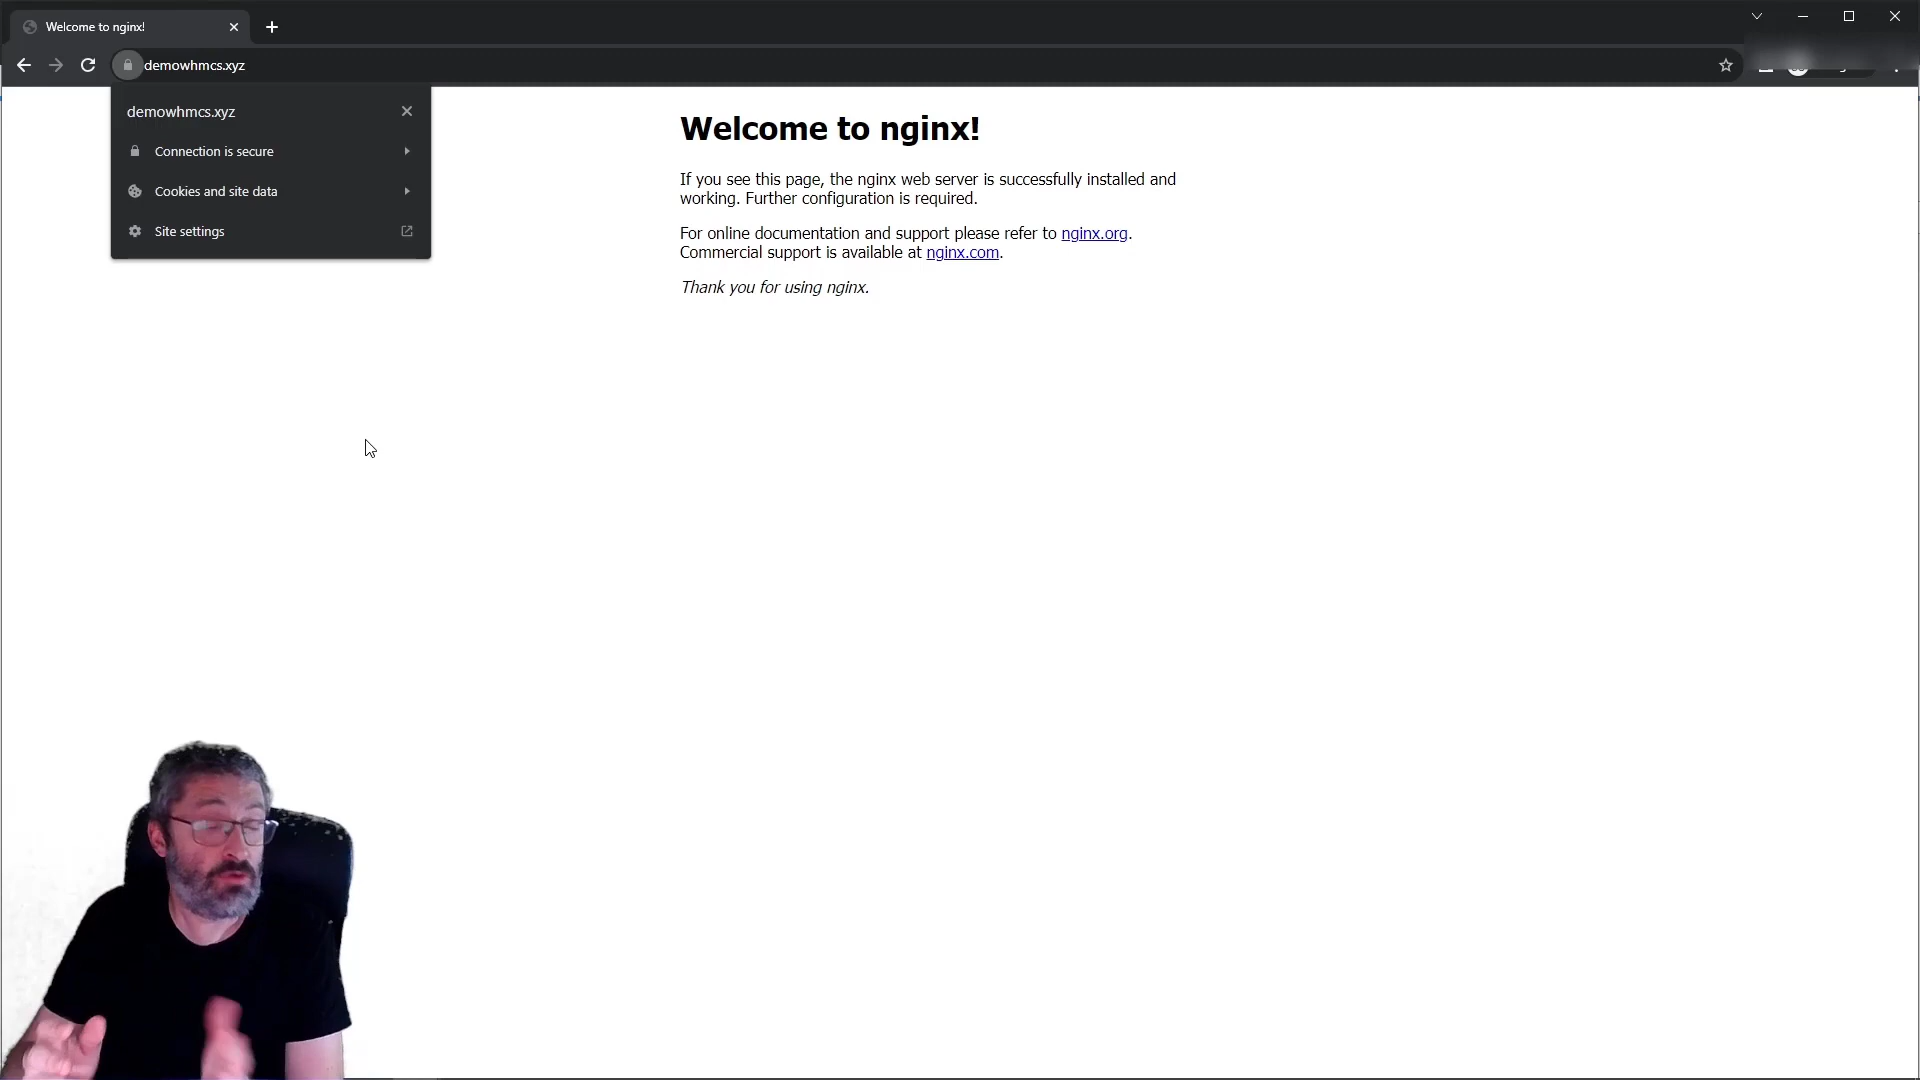 Welcome to nginx!
demowhmcs.xyz
demowhmcs.xyz
Connection is secure
Cookies and site data
Site settings
Welcome to nginx!
If you see this page, the nginx web server is successfully installed and
working. Further configuration is required.
For online documentation and support please refer to nginx.org.
Commercial support is available at nginx.com.
Thank you for using nginx.